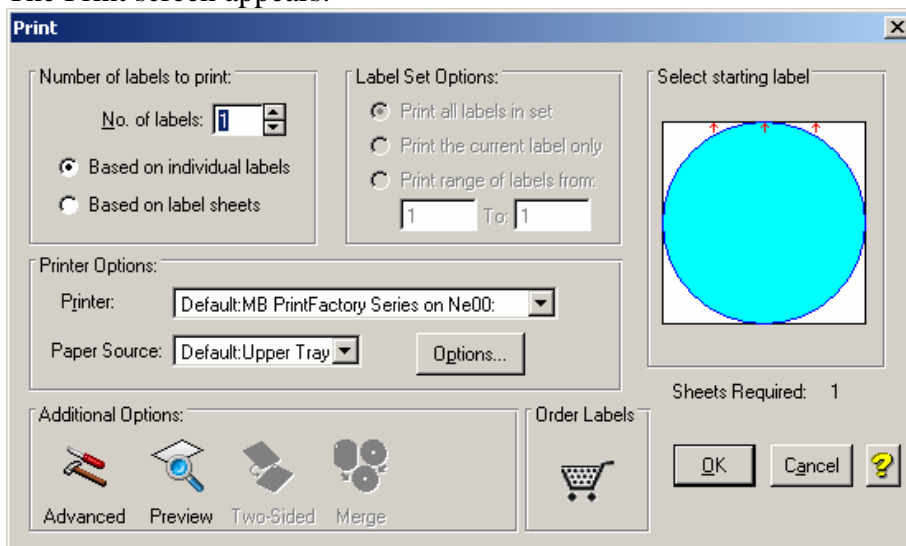 The Print screen appears.
Print
Number of labels to print:
No. of labels: 1
Based on individual labels
Based on label sheets
Label Set Options:
Print all labels in set
Print the current label only
Print range of labels from:
1 To: 1
Select starting label
Printer Options:
Printer: Default:MB PrintFactory Series on Ne00:
Paper Source: Default:Upper Tray
Options...
Sheets Required: 1
Additional Options:
Advanced Preview Two-Sided Merge
Order Labels
OK Cancel ?